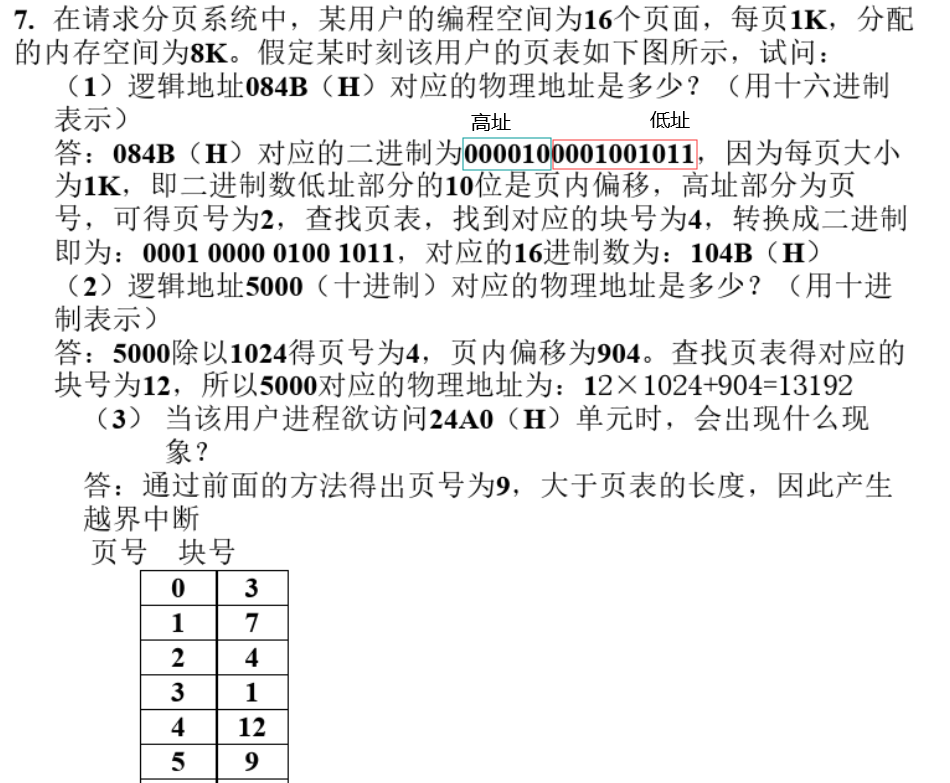 7. 在请求分页系统中，某用户的编程空间为16个页面，每页1K，分配
的内存空间为8K。假定某时刻该用户的页表如下图所示，试问：
（1）逻辑地址084B（H）对应的物理地址是多少？（用十六进制
表示）
高址 低址
答：084B（H）对应的二进制为0000100001001011，因为每页大小
为1K，即二进制数低址部分的10位是页内偏移，高址部分为页
号，可得页号为2，查找页表，找到对应的块号为4，转换成二进制
即为：0001 0000 0100 1011，对应的16进制数为：104B（H）
（2）逻辑地址5000（十进制）对应的物理地址是多少？（用十进
制表示）
答：5000除以1024得页号为4，页内偏移为904。查找页表得对应的
块号为12，所以5000对应的物理地址为：12×1024+904=13192
（3） 当该用户进程欲访问24A0（H）单元时，会出现什么现
象？
答：通过前面的方法得出页号为9，大于页表的长度，因此产生
越界中断
页号 块号
0 3
1 7
2 4
3 1
4 12
5 9